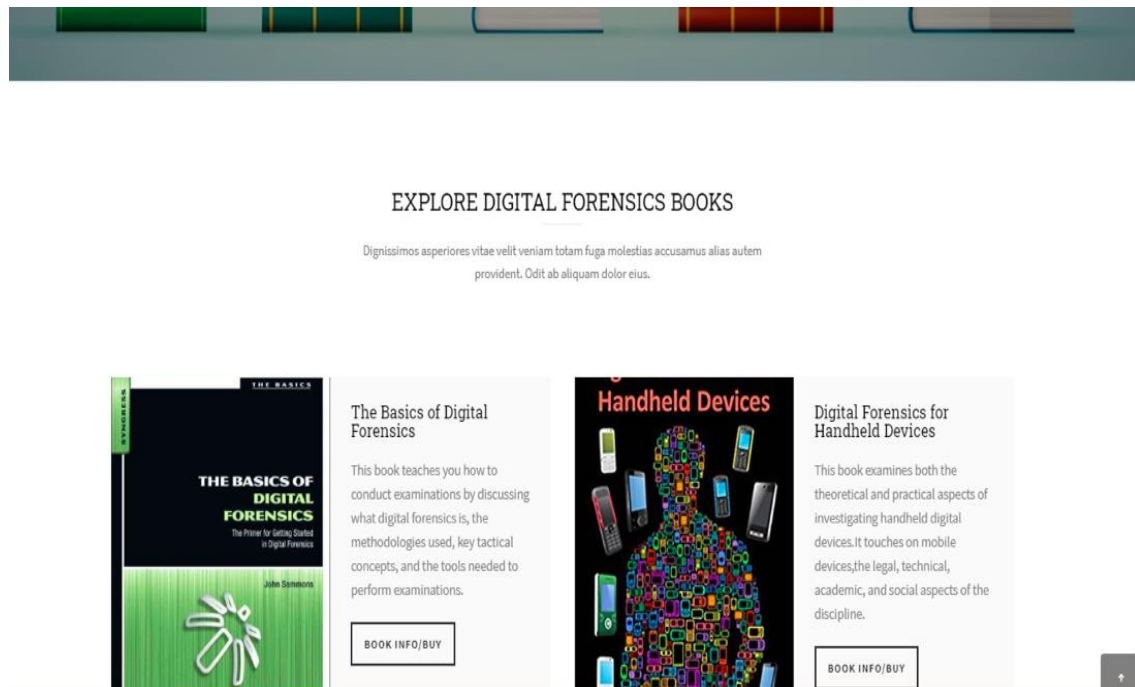 EXPLORE DIGITAL FORENSICS BOOKS
Dignissimos asperiores vitae velit veniam totam fuga molestias accusamus alias autem
provident. Odit ab aliquam dolor eius.
SYNGRESS
THE BASICS
THE BASICS OF
DIGITAL
FORENSICS
The Primer for Getting Started
in Digital Forensics
John Sammons
The Basics of Digital
Forensics
This book teaches you how to
conduct examinations by discussing
what digital forensics is, the
methodologies used, key tactical
concepts, and the tools needed to
perform examinations.
BOOK INFO/BUY
Handheld Devices
Digital Forensics for
Handheld Devices
This book examines both the
theoretical and practical aspects of
investigating handheld digital
devices.It touches on mobile
devices,the legal, technical,
academic, and social aspects of the
discipline.
BOOK INFO/BUY